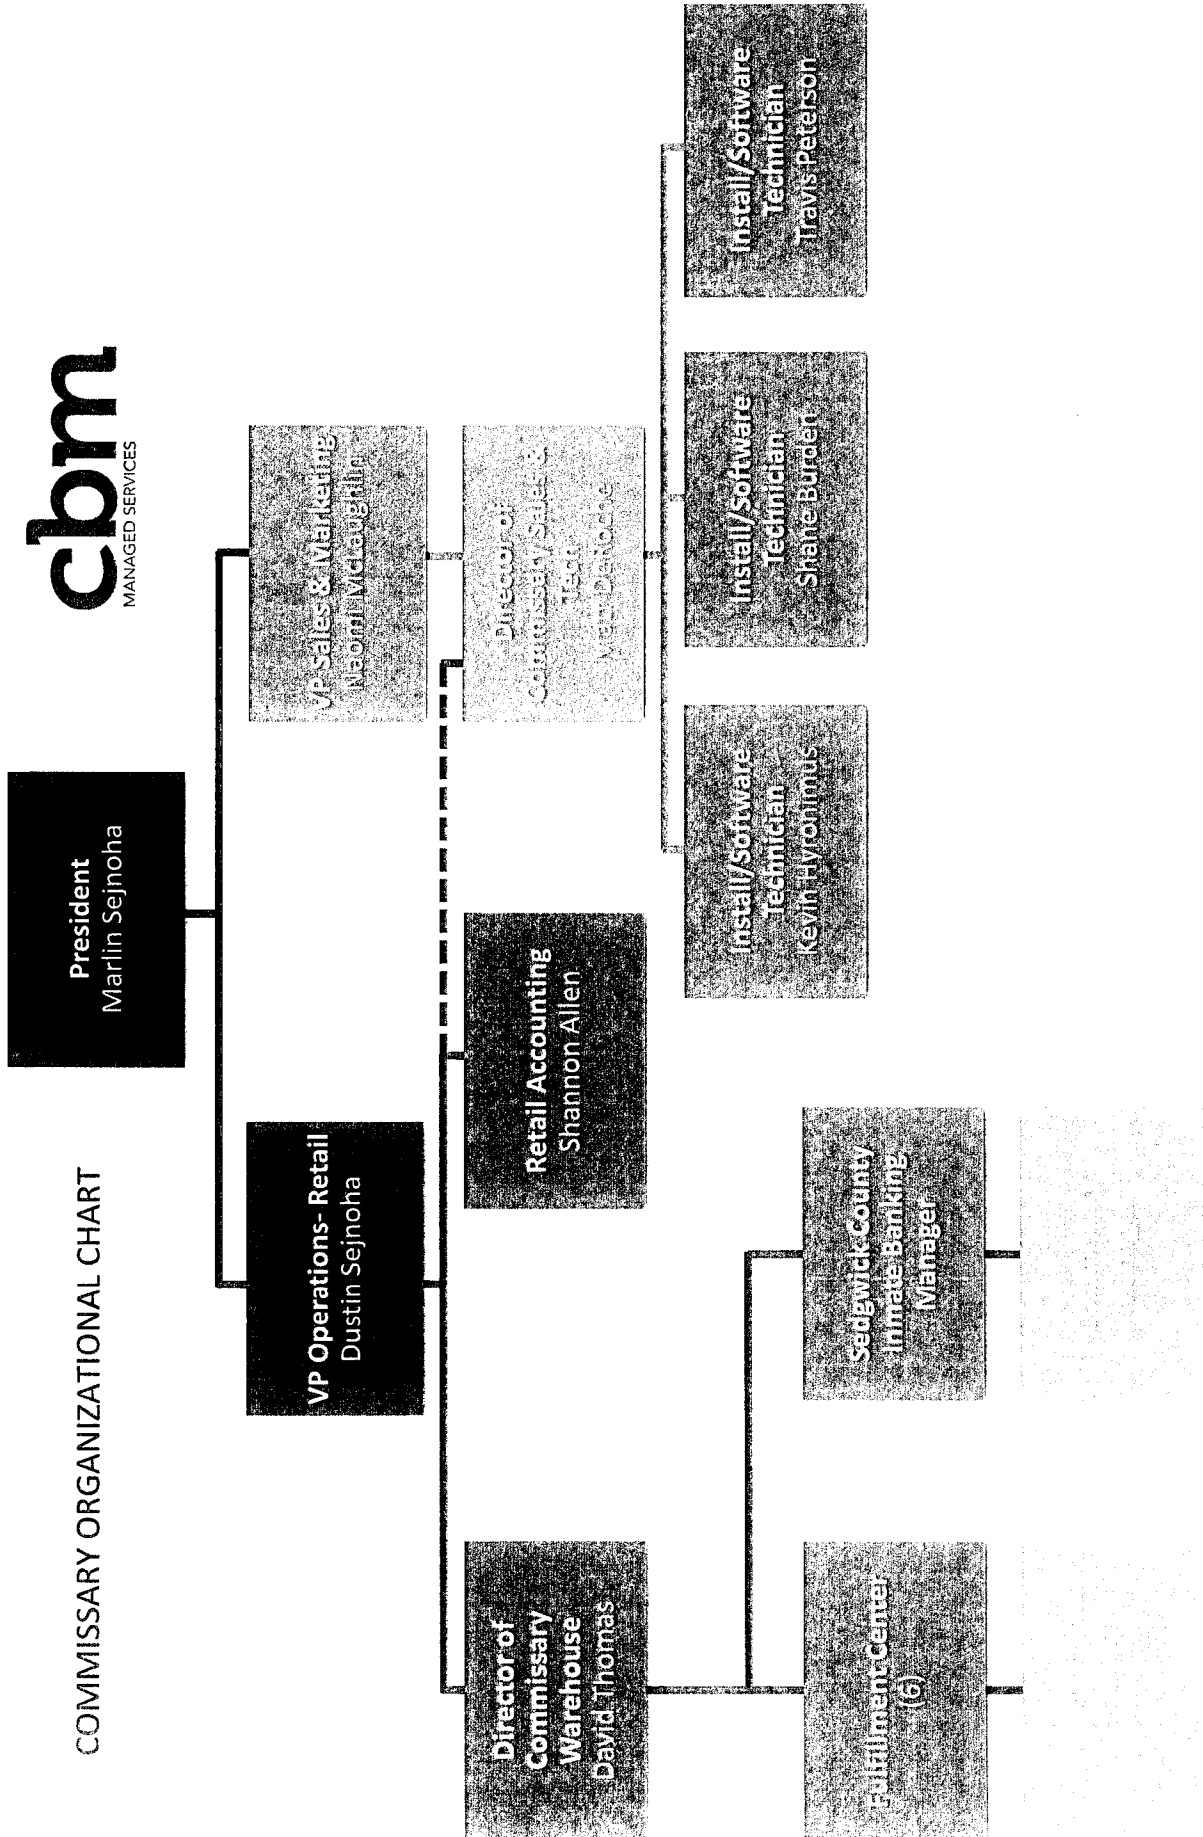 COMMISSARY ORGANIZATIONAL CHART
cbm
MANAGED SERVICES
President
Marlin Sejnoha
VP Operations- Retail
Dustin Sejnoha
VP Sales & Marketing
Naomi McLaughlin
Director of
Commissary
Warehouse
David Thomas
Retail Accounting
Shannon Allen
Director of
Commissary Sales &
Tech
Install/Software
Technician
Kevin Hyronimus
Install/Software
Technician
Shane Burden
Install/Software
Technician
Travis Peterson
Fulfillment Center
(6)
Sedgwick County
Inmate Banking
Manager